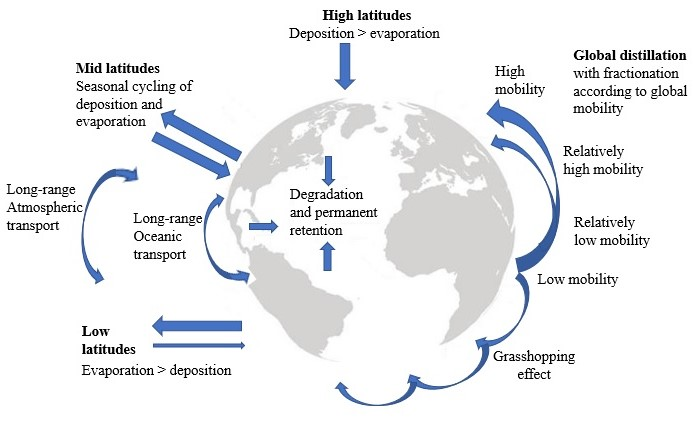 High latitudes
Deposition > evaporation
Mid latitudes
Seasonal cycling of
deposition and
evaporation
High
mobility
Global distillation
with fractionation
according to global
mobility
Relatively
high mobility
Long-range
Atmospheric
transport
Long-range
Oceanic
transport
Degradation
and permanent
retention
Relatively
low mobility
Low mobility
Low
latitudes
Evaporation > deposition
Grasshopping
effect